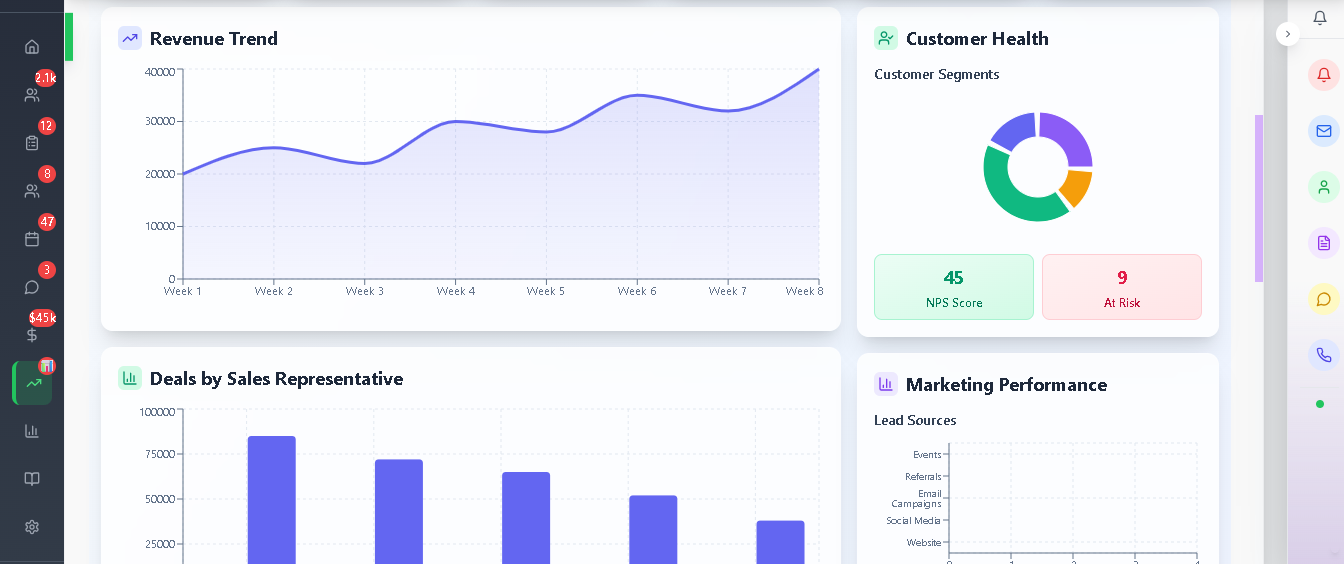 2.1k
12
8
47
3
$45k
Revenue Trend
40000
30000
20000
10000
0
Week 1 Week 2 Week 3 Week 4 Week 5 Week 6 Week 7 Week 8
Customer Health
Customer Segments
45
NPS Score
9
At Risk
Deals by Sales Representative
100000
75000
50000
25000
Marketing Performance
Lead Sources
Events
Referrals
Email
Campaigns
Social Media
Website